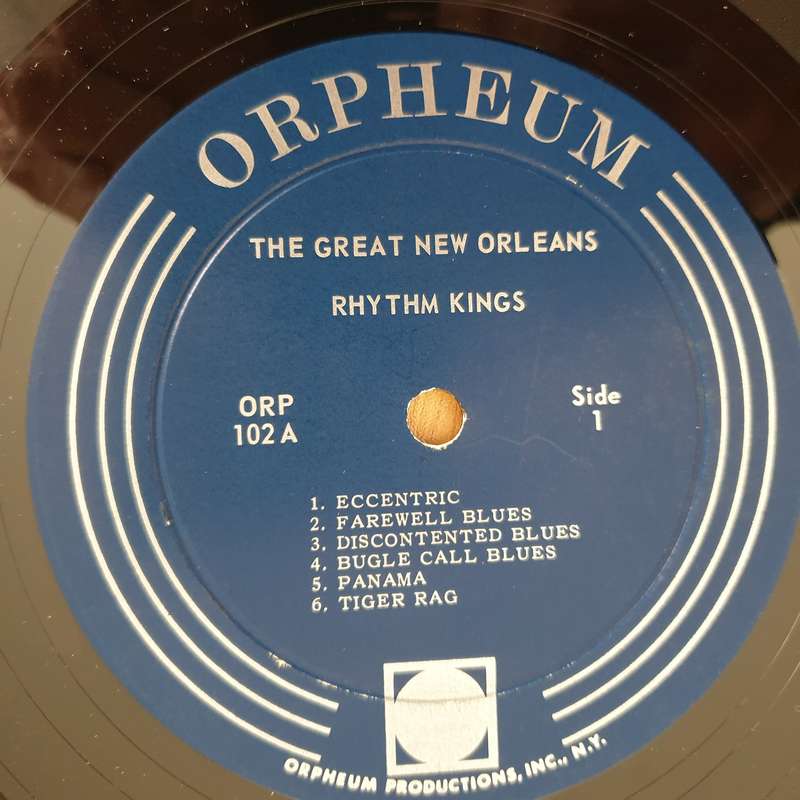 ORPHEUM
THE GREAT NEW ORLEANS
RHYTHM KINGS
ORP
102 A
Side
1
1. ECCENTRIC
2. FAREWELL BLUES
3. DISCONTENTED BLUES
4. BUGLE CALL BLUES
5. PANAMA
6. TIGER RAG
ORPHEUM PRODUCTIONS, INC., N.Y.